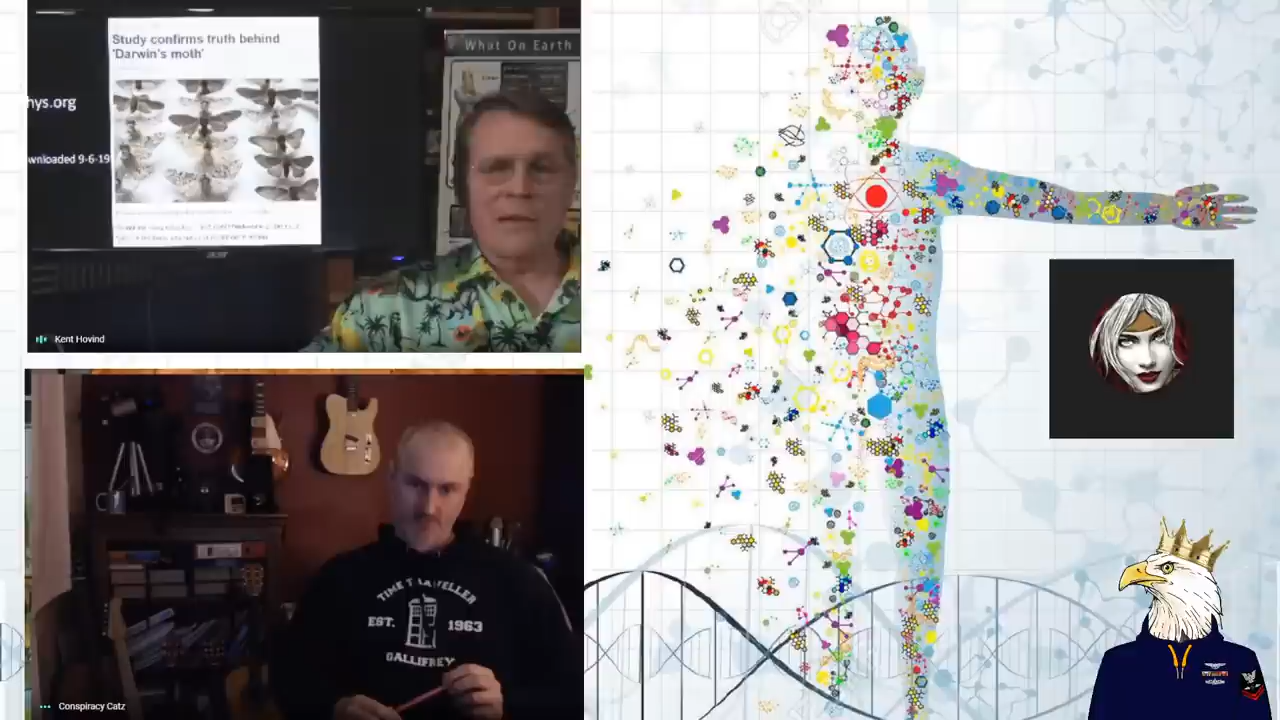 Study confirms truth behind
'Darwin's moth'
hys.org
wnloaded 9-6-19
What On Earth
acer
Kent Hovind
TIME TRAVELLER
EST. 1963
GALLIFREY
Conspiracy Catz